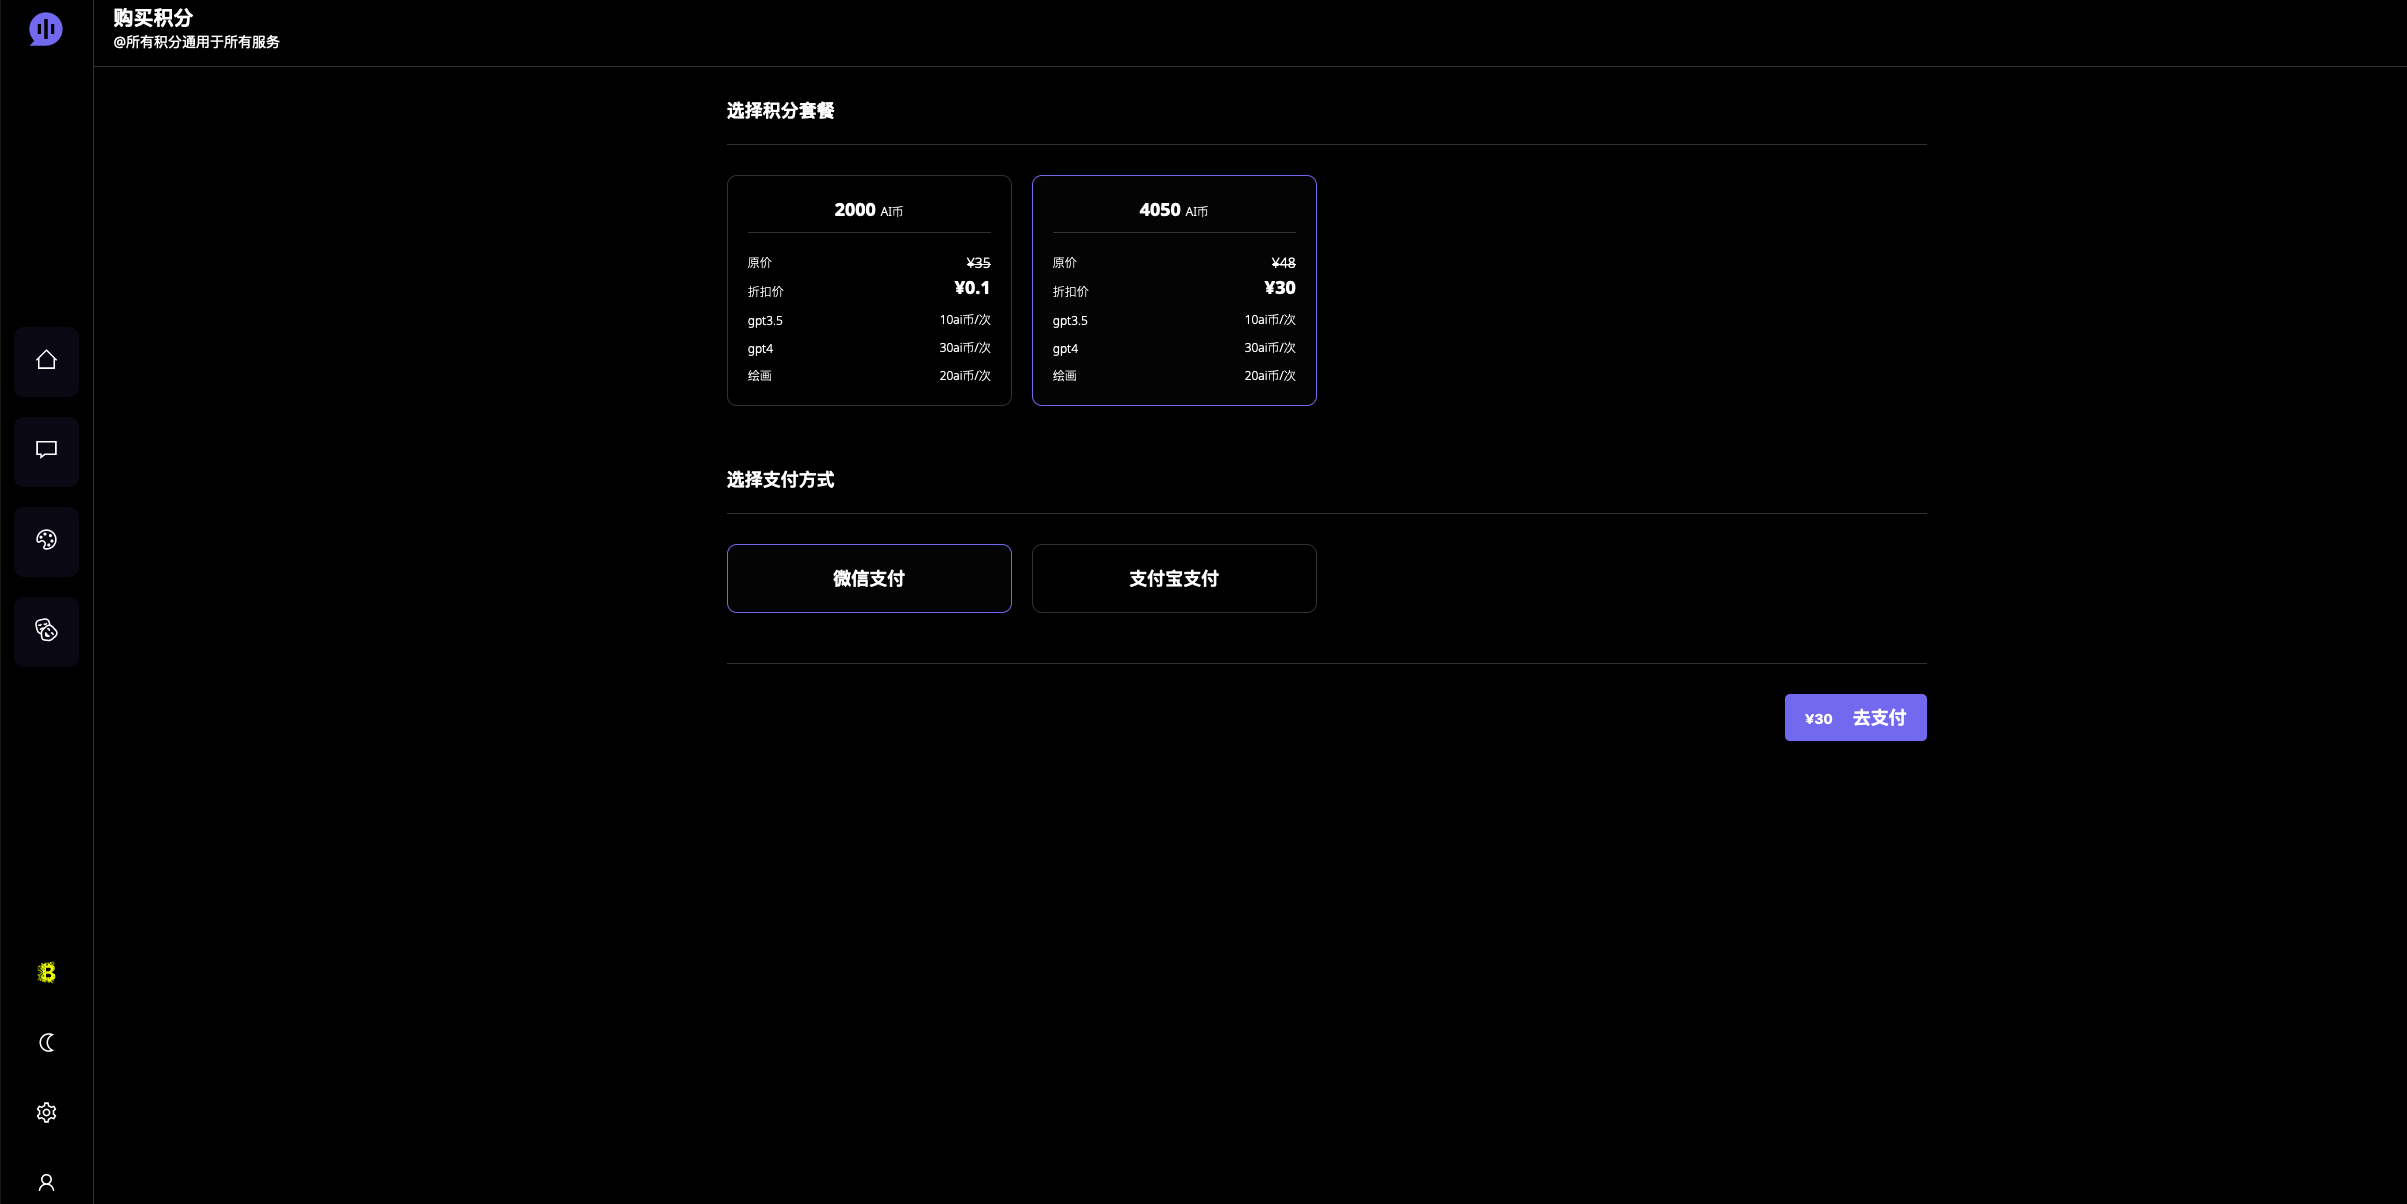 购买积分
@所有积分通用于所有服务
选择积分套餐
2000 AI币
原价 ¥35
折扣价 ¥0.1
gpt3.5 10ai币/次
gpt4 30ai币/次
绘画 20ai币/次
4050 AI币
原价 ¥48
折扣价 ¥30
gpt3.5 10ai币/次
gpt4 30ai币/次
绘画 20ai币/次
选择支付方式
微信支付
支付宝支付
¥30 去支付